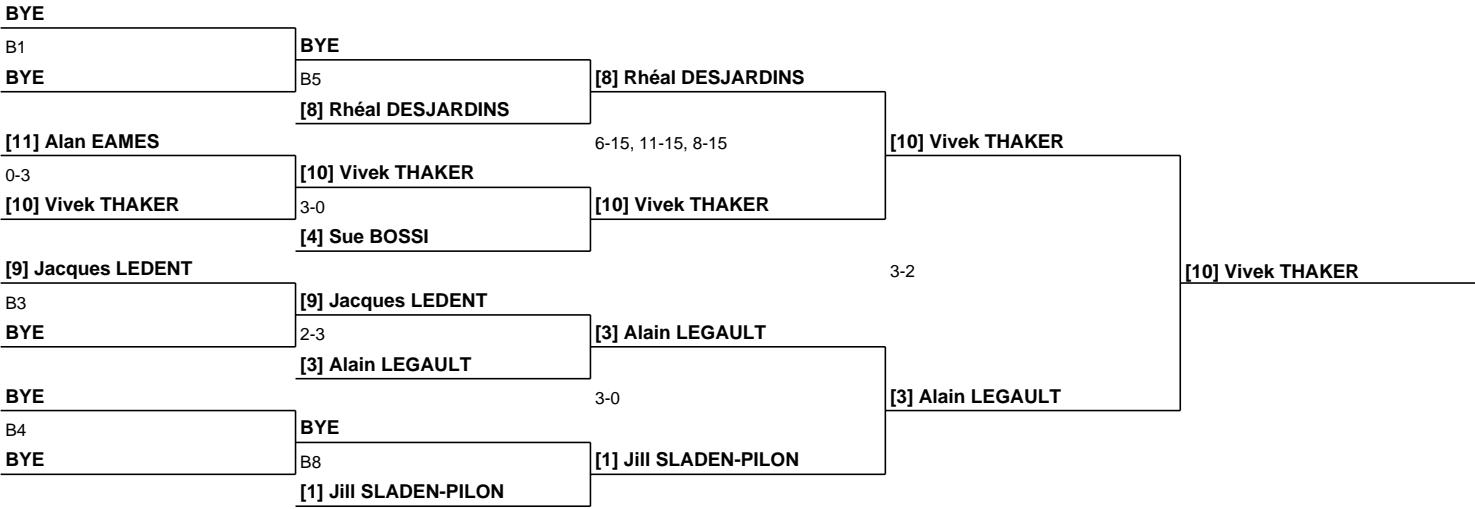 BYE
B1
BYE
BYE
B5
[8] Rhéal DESJARDINS
[8] Rhéal DESJARDINS
[11] Alan EAMES
6-15, 11-15, 8-15
[10] Vivek THAKER
0-3
[10] Vivek THAKER
[10] Vivek THAKER
3-0
[10] Vivek THAKER
[4] Sue BOSSI
[9] Jacques LEDENT
3-2
[10] Vivek THAKER
B3
[9] Jacques LEDENT
BYE
2-3
[3] Alain LEGAULT
[3] Alain LEGAULT
BYE
3-0
[3] Alain LEGAULT
B4
BYE
BYE
B8
[1] Jill SLADEN-PILON
[1] Jill SLADEN-PILON